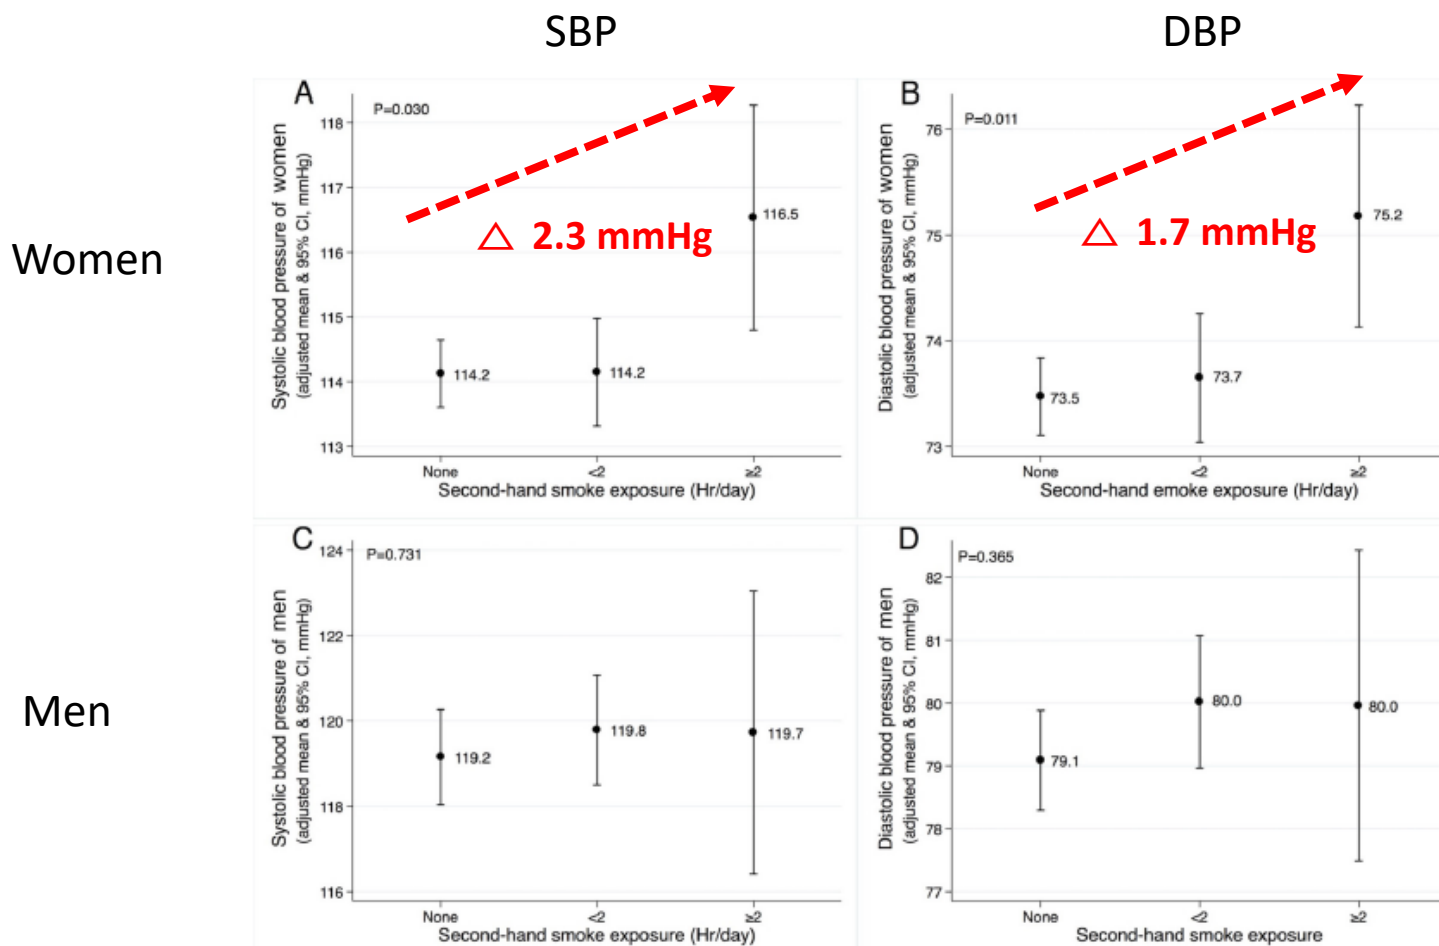 SBP
DBP
Women
A
P=0.030
Systolic blood pressure of women
(adjusted mean & 95% CI, mmHg)
118
117
116
115
114
113
△ 2.3 mmHg
114.2
114.2
116.5
None
<2
≥2
Second-hand smoke exposure (Hr/day)
B
P=0.011
Diastolic blood pressure of women
(adjusted mean & 95% CI, mmHg)
76
75
74
73
△ 1.7 mmHg
73.5
73.7
75.2
None
<2
≥2
Second-hand emoke exposure (Hr/day)
Men
C
P=0.731
Systolic blood pressure of men
(adjusted mean & 95% CI, mmHg)
124
122
120
118
116
119.2
119.8
119.7
None
<2
≥2
Second-hand smoke exposure (Hr/day)
D
P=0.365
Diastolic blood pressure of men
(adjusted mean & 95% CI, mmHg)
82
81
80
79
78
77
79.1
80.0
80.0
None
<2
≥2
Second-hand smoke exposure